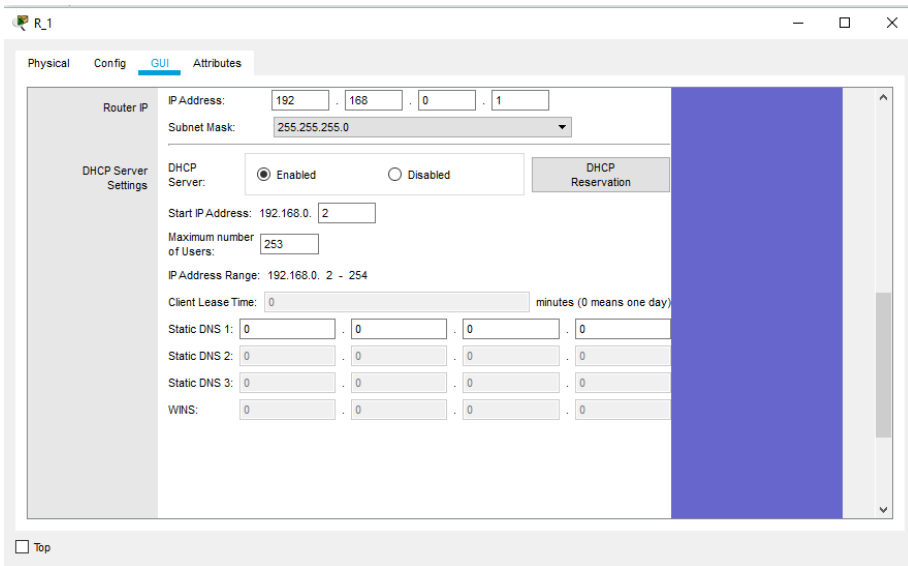 R_1
Physical Config GUI Attributes
Router IP
IP Address: 192 . 168 . 0 . 1
Subnet Mask: 255.255.255.0
DHCP Server
Settings
DHCP
Server:
Enabled
Disabled
DHCP
Reservation
Start IP Address: 192.168.0. 2
Maximum number
of Users:
253
IP Address Range: 192.168.0. 2 - 254
Client Lease Time: 0 minutes (0 means one day)
Static DNS 1: 0 . 0 . 0 . 0
Static DNS 2: 0 . 0 . 0 . 0
Static DNS 3: 0 . 0 . 0 . 0
WINS: 0 . 0 . 0 . 0
Top